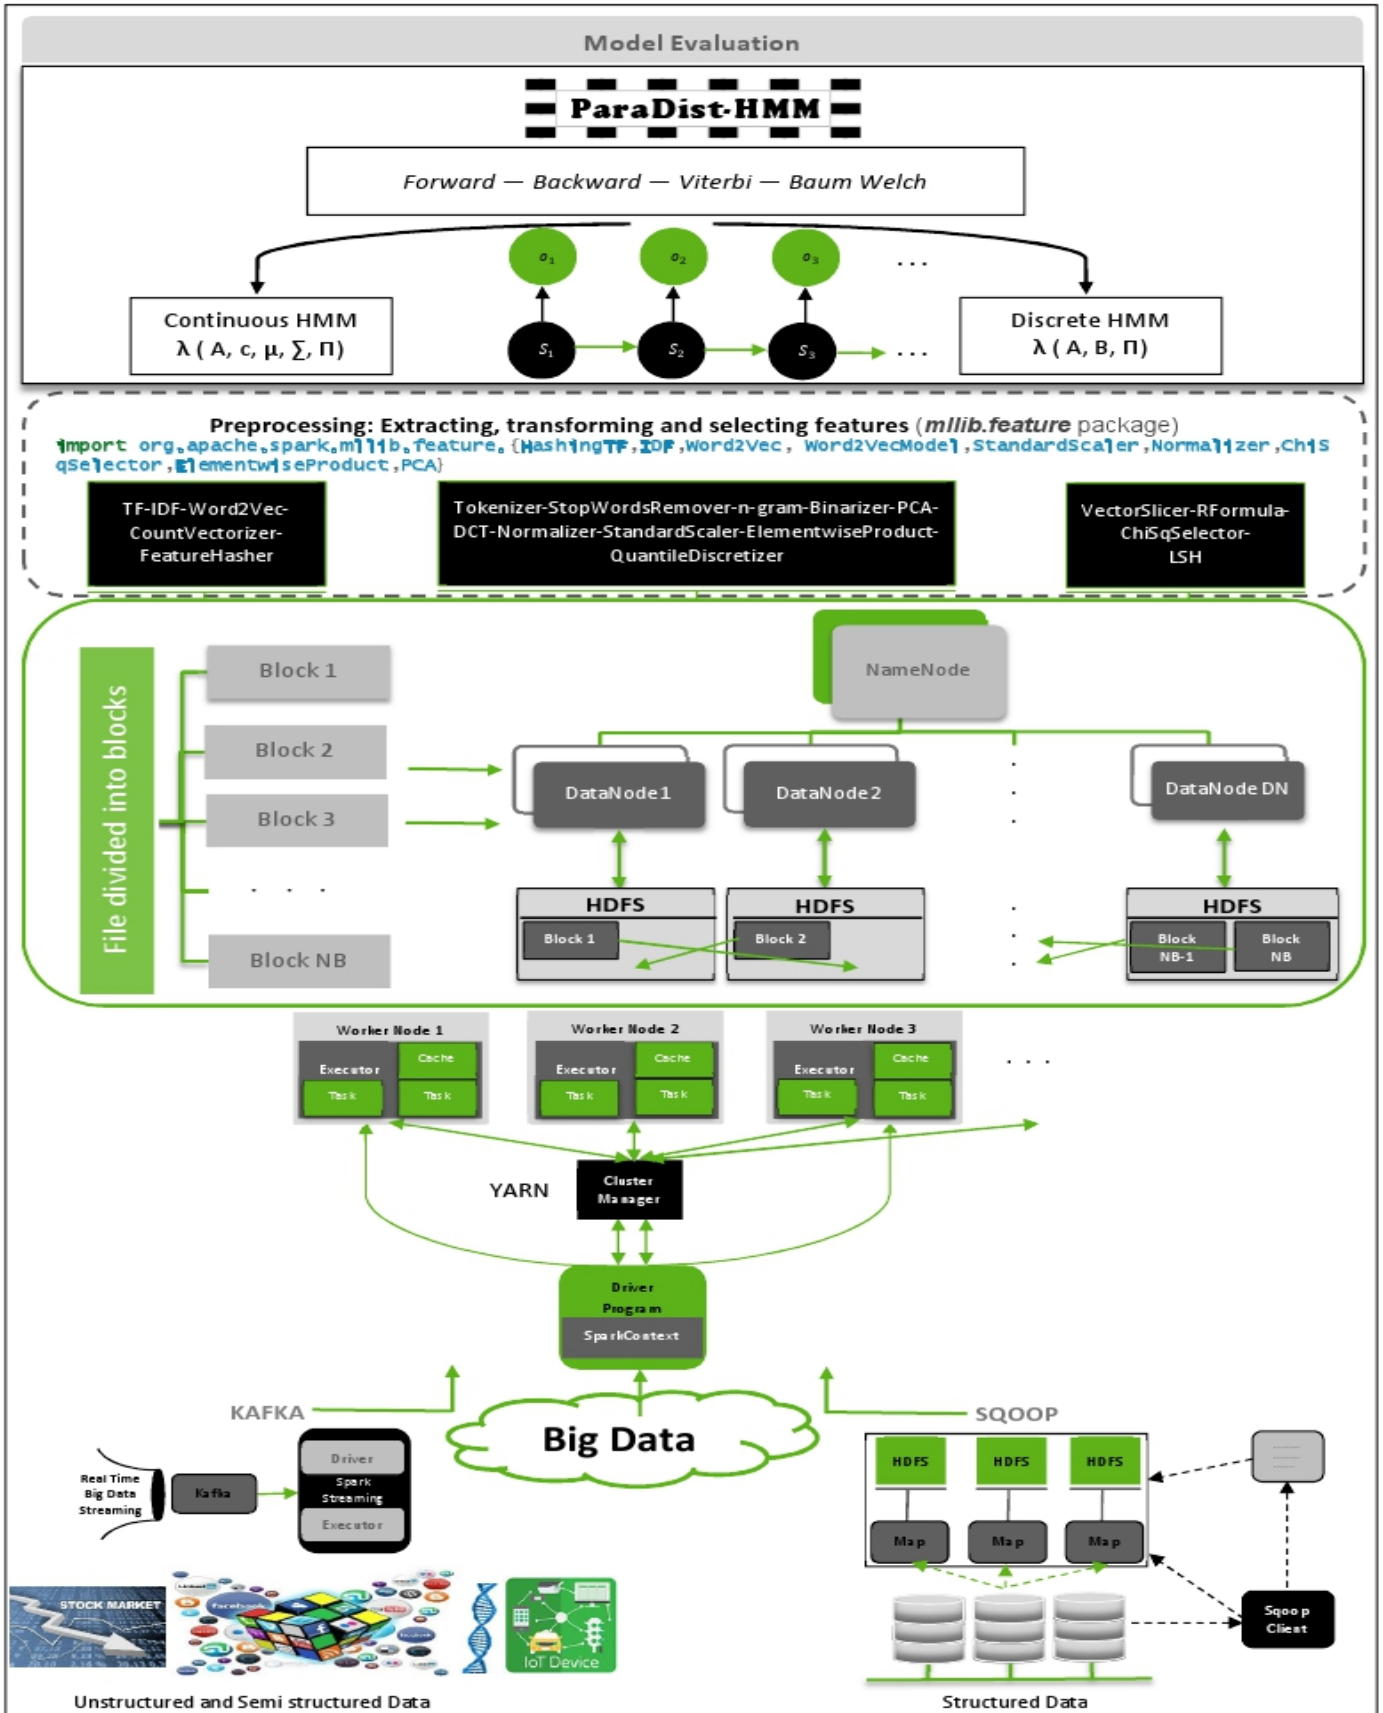 Model Evaluation
ParaDist-HMM
Forward — Backward — Viterbi — Baum Welch
o1
o2
o3
. . .
Continuous HMM
λ ( A, c, μ, ∑, Π)
S1
S2
S3
. . .
Discrete HMM
λ ( A, B, Π)
Preprocessing: Extracting, transforming and selecting features (mllib.feature package)
import org.apache.spark.mllib.feature.{HashingTF,IDF,Word2Vec, Word2VecModel,StandardScaler,Normalizer,ChiS
qSelector,ElementwiseProduct,PCA}
TF-IDF-Word2Vec-
CountVectorizer-
FeatureHasher
Tokenizer-StopWordsRemover-n-gram-Binarizer-PCA-
DCT-Normalizer-StandardScaler-ElementwiseProduct-
QuantileDiscretizer
VectorSlicer-RFormula-
ChiSqSelector-
LSH
File divided into blocks
Block 1
Block 2
Block 3
. . .
Block NB
NameNode
DataNode1
DataNode2
DataNode DN
HDFS
Block 1
HDFS
Block 2
HDFS
Block
NB-1
Block
NB
Worker Node 1
Executor
Cache
Task
Task
Worker Node 2
Executor
Cache
Task
Task
Worker Node 3
Executor
Cache
Task
Task
. . .
YARN
Cluster
Manager
Driver
Program
SparkContext
KAFKA
Big Data
SQOOP
Real Time
Big Data
Streaming
Kafka
Driver
Spark
Streaming
Executor
HDFS
HDFS
HDFS
Map
Map
Map
Sqoop
Client
STOCK MARKET
LinkedIn
facebook
IoT Device
Unstructured and Semi structured Data
Structured Data